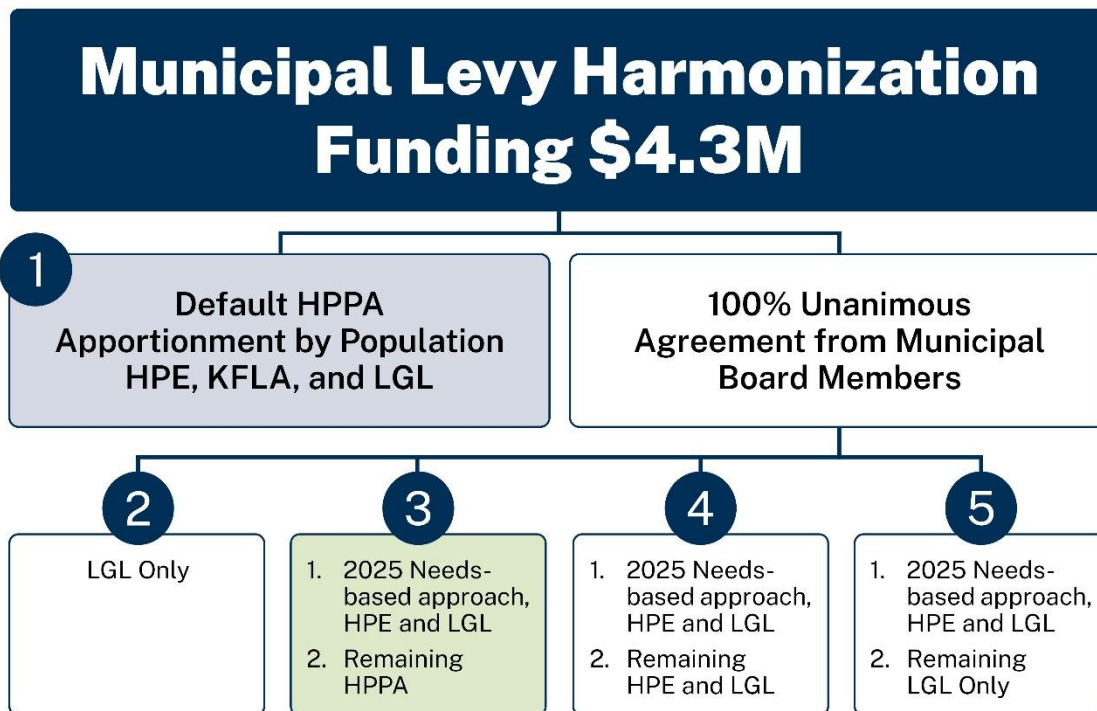 Municipal Levy Harmonization
Funding $4.3M
1
Default HPPA
Apportionment by Population
HPE, KFLA, and LGL
100% Unanimous
Agreement from Municipal
Board Members
2
LGL Only
3
1. 2025 Needs-
based approach,
HPE and LGL
2. Remaining
HPPA
4
1. 2025 Needs-
based approach,
HPE and LGL
2. Remaining
HPE and LGL
5
1. 2025 Needs-
based approach,
HPE and LGL
2. Remaining
LGL Only